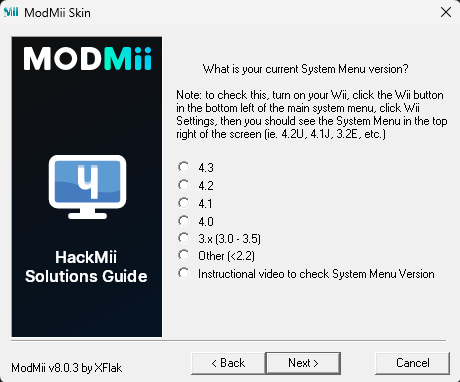 ModMii Skin
MODMii
What is your current System Menu version?
Note: to check this, turn on your Wii, click the Wii button
in the bottom left of the main system menu, click Wii
Settings, then you should see the System Menu in the top
right of the screen (ie. 4.2U, 4.1J, 3.2E, etc.)
4.3
4.2
4.1
4.0
3.x (3.0 - 3.5)
Other (<2.2)
Instructional video to check System Menu Version
HackMii
Solutions Guide
ModMii v8.0.3 by XFlak
< Back
Next >
Cancel